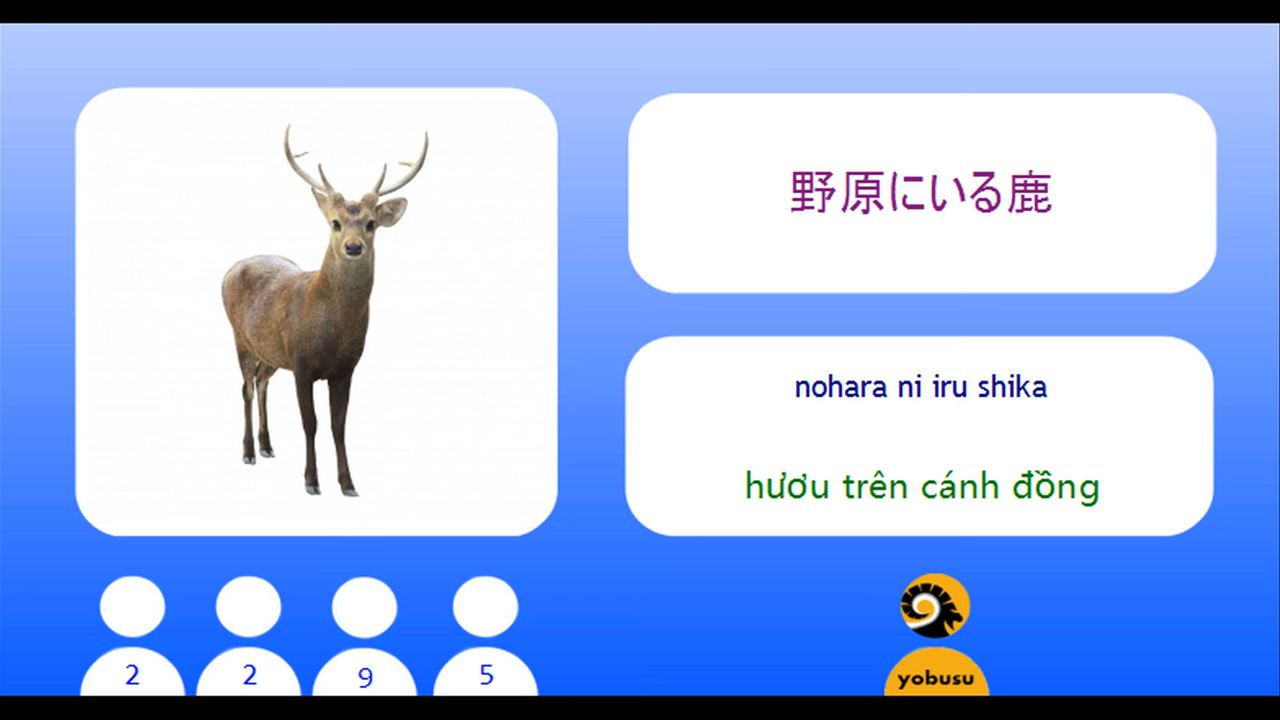 野原にいる鹿
nohara ni iru shika
hươu trên cánh đồng
2 2 9 5
yobusu